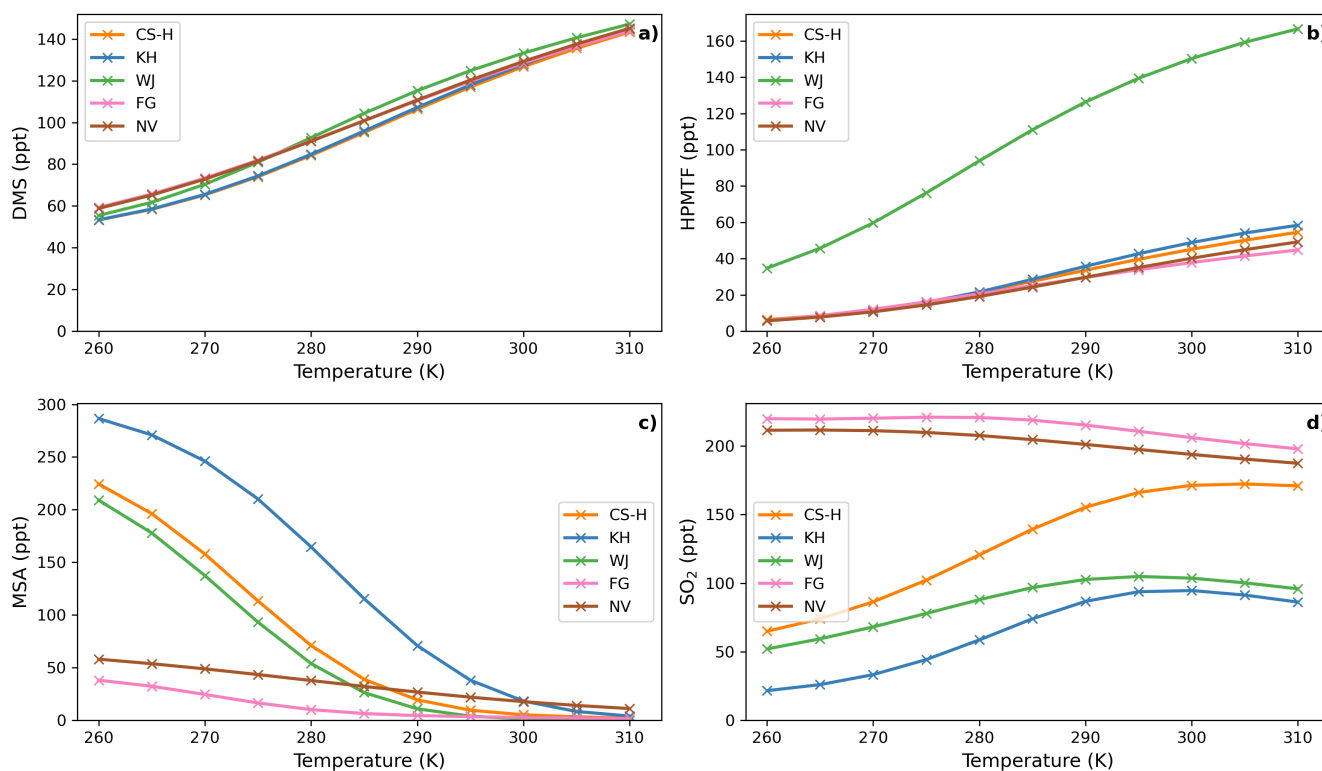 a)
CS-H
KH
WJ
FG
NV
DMS (ppt)
140
120
100
80
60
40
20
0
260 270 280 290 300 310
Temperature (K)
b)
CS-H
KH
WJ
FG
NV
HPMTF (ppt)
160
140
120
100
80
60
40
20
0
260 270 280 290 300 310
Temperature (K)
c)
CS-H
KH
WJ
FG
NV
MSA (ppt)
300
250
200
150
100
50
0
260 270 280 290 300 310
Temperature (K)
d)
CS-H
KH
WJ
FG
NV
SO₂ (ppt)
200
150
100
50
0
260 270 280 290 300 310
Temperature (K)